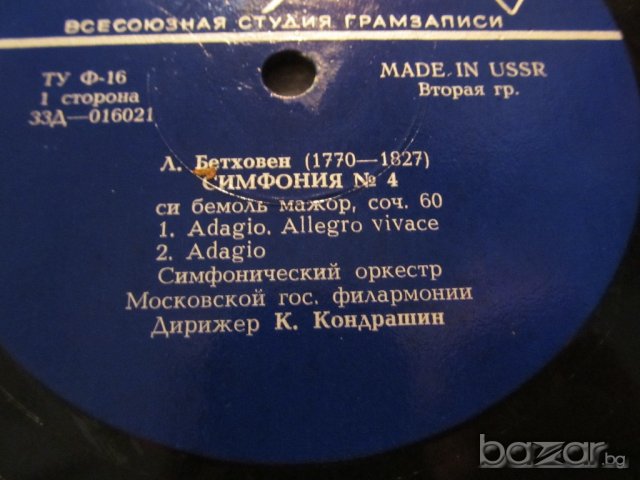 ВСЕСОЮЗНАЯ СТУДИЯ ГРАМЗАПИСИ
ТУ Ф-16
1 сторона
33Д—016021
MADE IN USSR
Вторая гр.
Л. Бетховен (1770—1827)
СИМФОНИЯ № 4
си бемоль мажор, соч. 60
1. Adagio. Allegro vivace
2. Adagio
Симфонический оркестр
Московской гос. филармонии
Дирижер К. Кондрашин
bazar.bg